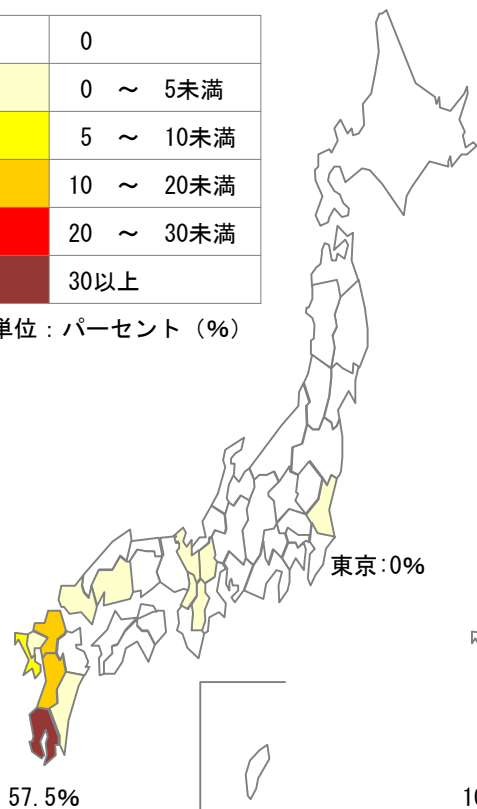 0
0 ～ 5未満
5 ～ 10未満
10 ～ 20未満
20 ～ 30未満
30以上
単位：パーセント（%）
東京:0%
57.5%
10